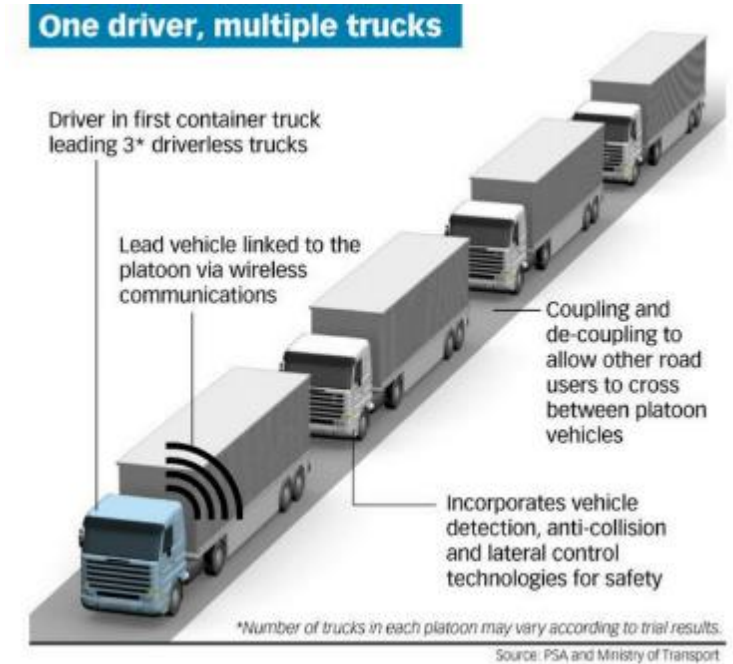 One driver, multiple trucks
Driver in first container truck
leading 3* driverless trucks
Lead vehicle linked to the
platoon via wireless
communications
Coupling and
de-coupling to
allow other road
users to cross
between platoon
vehicles
Incorporates vehicle
detection, anti-collision
and lateral control
technologies for safety
*Number of trucks in each platoon may vary according to trial results.
Source: PSA and Ministry of Transport